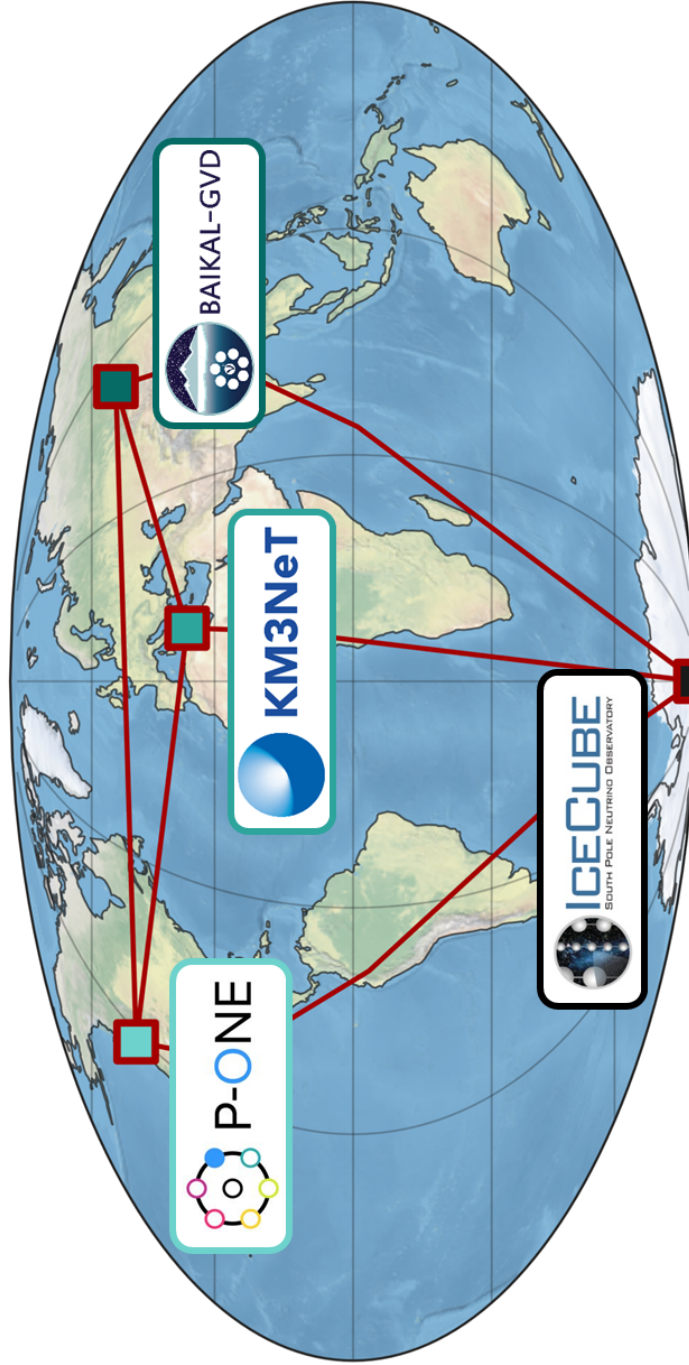 P-ONE
KM3NeT
BAIKAL-GVD
ICECUBE
SOUTH POLE NEUTRINO OBSERVATORY